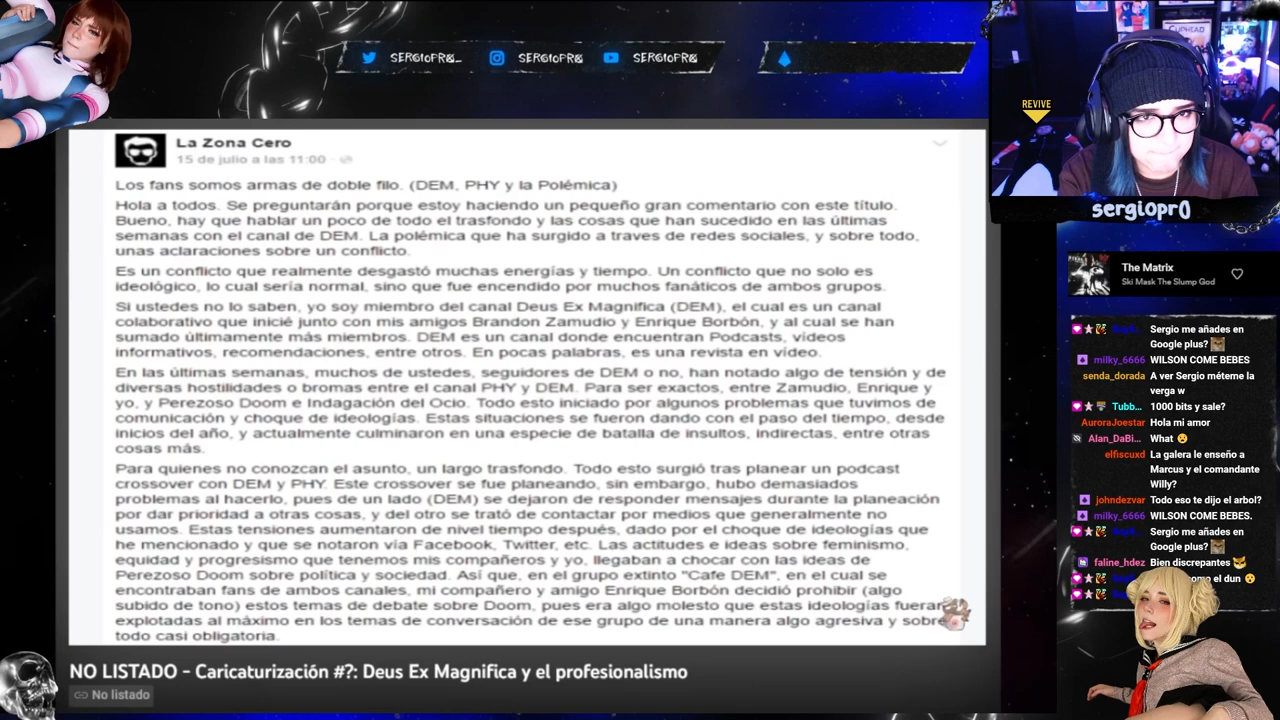 SERGIOPR0_
SERGIOPR0
SERGIOPR0
REVIVE
sergiopr0
La Zona Cero
15 de julio a las 11:00
Los fans somos armas de doble filo. (DEM, PHY y la Polémica)
Hola a todos. Se preguntarán porque estoy haciendo un pequeño gran comentario con este título.
Bueno, hay que hablar un poco de todo el trasfondo y las cosas que han sucedido en las últimas
semanas con el canal de DEM. La polémica que ha surgido a traves de redes sociales, y sobre todo,
unas aclaraciones sobre un conflicto.
Es un conflicto que realmente desgastó muchas energías y tiempo. Un conflicto que no solo es
ideológico, lo cual sería normal, sino que fue encendido por muchos fanáticos de ambos grupos.
Si ustedes no lo saben, yo soy miembro del canal Deus Ex Magnifica (DEM), el cual es un canal
colaborativo que inicié junto con mis amigos Brandon Zamudio y Enrique Borbón, y al cual se han
sumado últimamente más miembros. DEM es un canal donde encuentran Podcasts, vídeos
informativos, recomendaciones, entre otros. En pocas palabras, es una revista en vídeo.
En las últimas semanas, muchos de ustedes, seguidores de DEM o no, han notado algo de tensión y de
diversas hostilidades o bromas entre el canal PHY y DEM. Para ser exactos, entre Zamudio, Enrique y
yo, y Perezoso Doom e Indagación del Ocio. Todo esto iniciado por algunos problemas que tuvimos de
comunicación y choque de ideologías. Estas situaciones se fueron dando con el paso del tiempo, desde
inicios del año, y actualmente culminaron en una especie de batalla de insultos, indirectas, entre otras
cosas más.
Para quienes no conozcan el asunto, un largo trasfondo. Todo esto surgió tras planear un podcast
crossover con DEM y PHY. Este crossover se fue planeando, sin embargo, hubo demasiados
problemas al hacerlo, pues de un lado (DEM) se dejaron de responder mensajes durante la planeación
por dar prioridad a otras cosas, y del otro se trató de contactar por medios que generalmente no
usamos. Estas tensiones aumentaron de nivel tiempo después, dado por el choque de ideologías que
he mencionado y que se notaron vía Facebook, Twitter, etc. Las actitudes e ideas sobre feminismo,
equidad y progresismo que tenemos mis compañeros y yo, llegaban a chocar con las ideas de
Perezoso Doom sobre política y sociedad. Así que, en el grupo extinto "Cafe DEM", en el cual se
encontraban fans de ambos canales, mi compañero y amigo Enrique Borbón decidió prohibir (algo
subido de tono) estos temas de debate sobre Doom, pues era algo molesto que estas ideologías fueran
explotadas al máximo en los temas de conversación de ese grupo de una manera algo agresiva y sobre
todo casi obligatoria.
NO LISTADO - Caricaturización #?: Deus Ex Magnifica y el profesionalismo
No listado
The Matrix
Ski Mask The Slump God
Sergio me añades en
Google plus?
milky_6666 WILSON COME BEBES
senda_dorada A ver Sergio méteme la
verga w
Tubb... 1000 bits y sale?
AuroraJoestar Hola mi amor
Alan_DaBi... What
elfiscuxd La galera le enseño a
Marcus y el comandante
Willy?
johndezvar Todo eso te dijo el arbol?
milky_6666 WILSON COME BEBES.
Sergio me añades en
Google plus?
faline_hdez Bien discrepantes
el dun